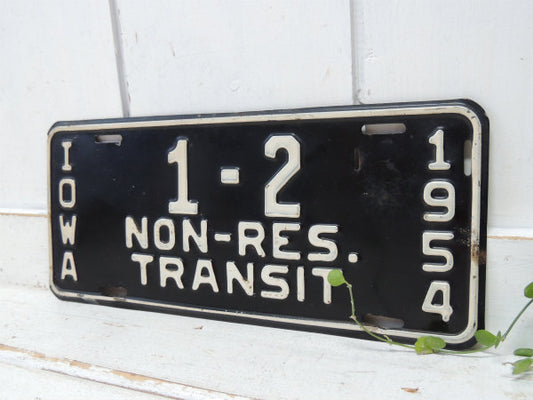 IOWA
1-2
NON-RES.
TRANSIT
1954